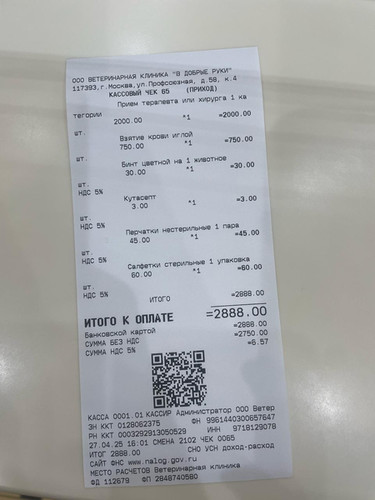 ООО ВЕТЕРИНАРНАЯ КЛИНИКА "В ДОБРЫЕ РУКИ"
117393,г.Москва,ул.Профсоюзная, д.58, к.4
КАССОВЫЙ ЧЕК 65 (ПРИХОД)
Прием терапевта или хирурга 1 ка
тегории
2000.00 *1 =2000.00
шт.
Взятие крови иглой
750.00 *1 =750.00
шт.
Бинт цветной на 1 животное
30.00 *1 =30.00
шт.
НДС 5%
Кутасепт
3.00 *1 =3.00
шт.
НДС 5%
Перчатки нестерильные 1 пара
45.00 *1 =45.00
шт.
НДС 5%
Салфетки стерильные 1 упаковка
60.00 *1 =60.00
шт.
НДС 5%
ИТОГО =2888.00
ИТОГО К ОПЛАТЕ =2888.00
Банковской картой =2888.00
СУММА БЕЗ НДС =2750.00
СУММА НДС 5% =6.57
КАССА 0001.01 КАССИР Администратор ООО Ветер
ЗН ККТ 0128062375 ФН 9961440300657647
РН ККТ 0003292913050529 ИНН 9718129078
27.04.25 16:01 СМЕНА 2102 ЧЕК 0065
ИТОГ 2888.00 СНО УСН доход-расход
САЙТ ФНС www.nalog.gov.ru
МЕСТО РАСЧЕТОВ Ветеринарная клиника
ФД 112679 ФП 2848740580